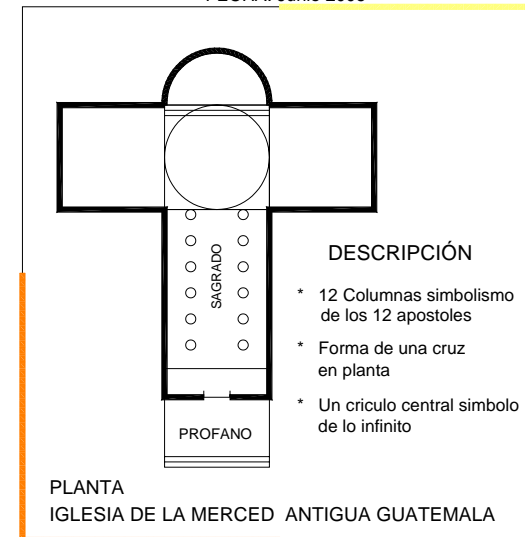 SAGRADO
DESCRIPCIÓN
* 12 Columnas simbolismo
de los 12 apostoles
* Forma de una cruz
en planta
* Un criculo central simbolo
de lo infinito
PROFANO
PLANTA
IGLESIA DE LA MERCED ANTIGUA GUATEMALA